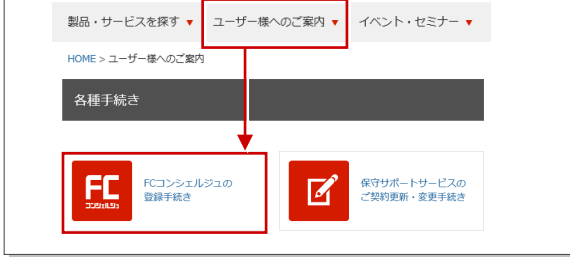 製品・サービスを探す ▼ ユーザー様へのご案内 ▼ イベント・セミナー ▼
HOME > ユーザー様へのご案内
各種手続き
FC
コンシェルジュ
FCコンシェルジュの
登録手続き
保守サポートサービスの
ご契約更新・変更手続き